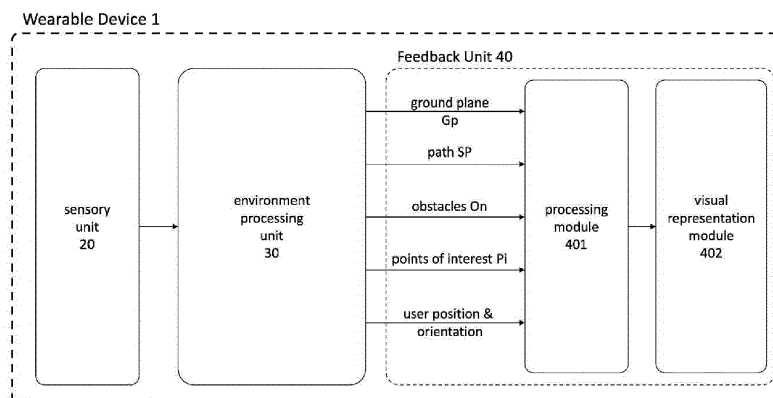 Wearable Device 1
Feedback Unit 40
sensory
unit
20
environment
processing
unit
30
ground plane
Gp
path SP
obstacles On
points of interest Pi
user position &
orientation
processing
module
401
visual
representation
module
402